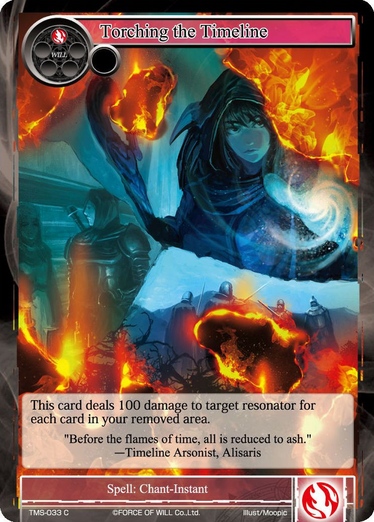 Torching the Timeline
WILL
This card deals 100 damage to target resonator for
each card in your removed area.
"Before the flames of time, all is reduced to ash."
—Timeline Arsonist, Alisaris
Spell: Chant-Instant
TMS-033 C ©FORCE OF WILL Co.,Ltd. Illust/Moopic